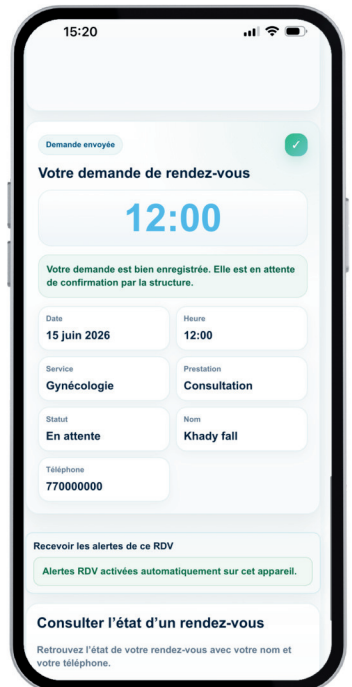 15:20
Demande envoyée
✓
Votre demande de rendez-vous
12:00
Votre demande est bien enregistrée. Elle est en attente
de confirmation par la structure.
Date
15 juin 2026
Heure
12:00
Service
Gynécologie
Prestation
Consultation
Statut
En attente
Nom
Khady fall
Téléphone
770000000
Recevoir les alertes de ce RDV
Alertes RDV activées automatiquement sur cet appareil.
Consulter l’état d’un rendez-vous
Retrouvez l’état de votre rendez-vous avec votre nom et
votre téléphone.